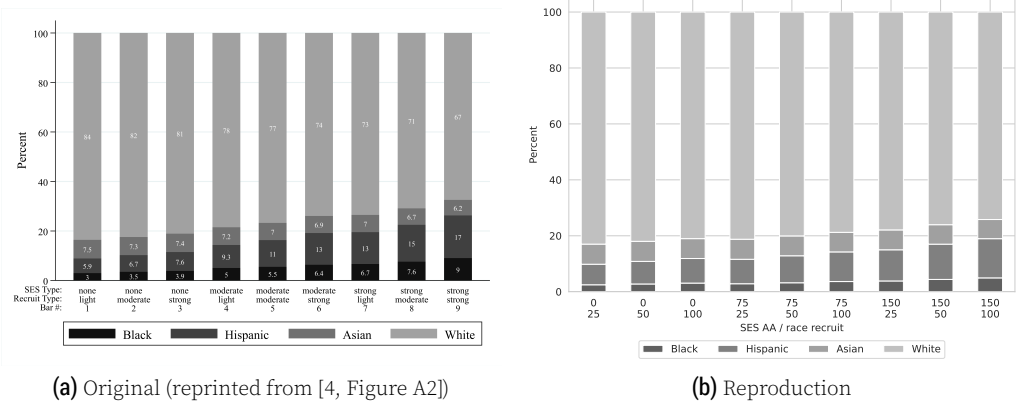 100
80
60
40
20
0
Percent
84 82 81 78 77 74 73 71 67
7.5 7.3 7.4 7.2 7 6.9 7 6.7 6.2
5.9 6.7 7.6 9.3 11 13 13 15 17
3 3.5 3.9 5 5.5 6.4 6.7 7.6 9
SES Type: none none none moderate moderate moderate strong strong strong
Recruit Type: light moderate strong light moderate strong light moderate strong
Bar #: 1 2 3 4 5 6 7 8 9
Black Hispanic Asian White
(a) Original (reprinted from [4, Figure A2])
100
80
60
40
20
0
Percent
0 0 0 75 75 75 150 150 150
25 50 100 25 50 100 25 50 100
SES AA / race recruit
Black Hispanic Asian White
(b) Reproduction